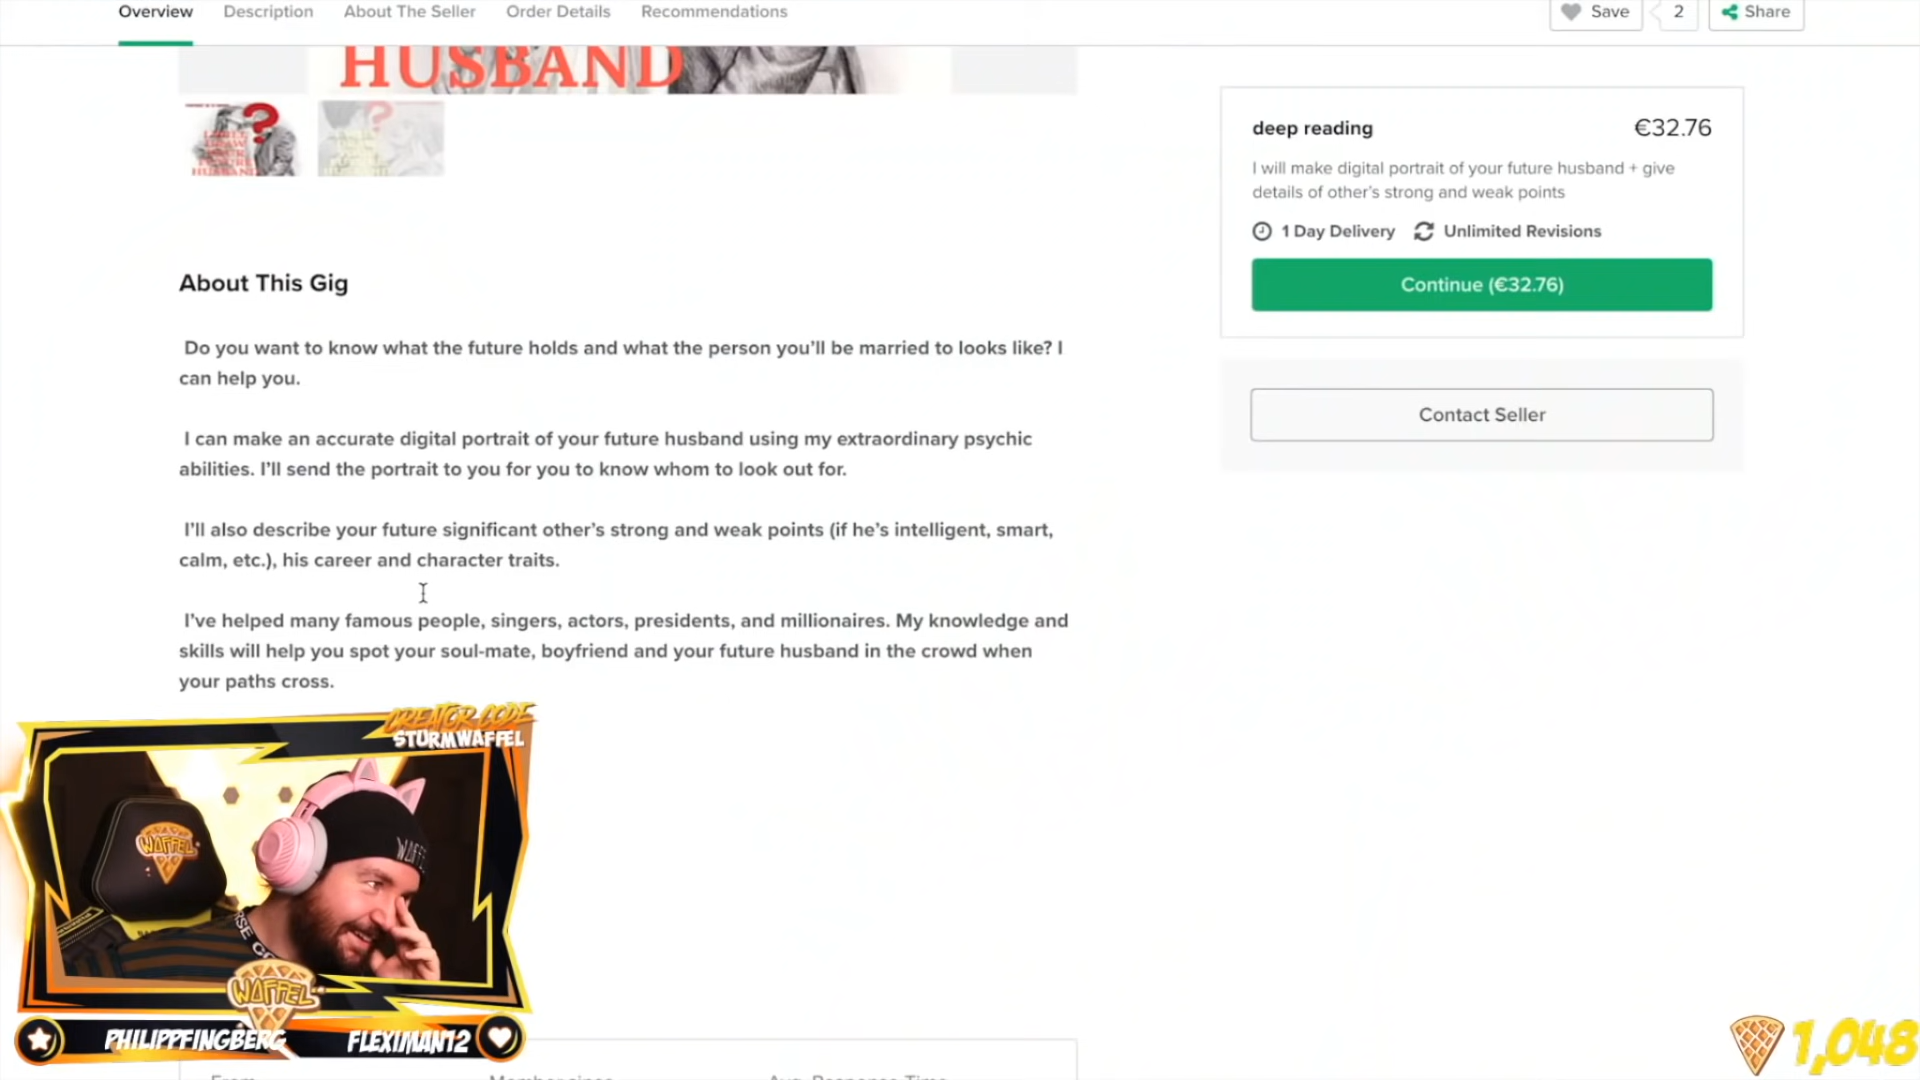 Overview Description About The Seller Order Details Recommendations Save 2 Share
HUSBAND
deep reading €32.76
I will make digital portrait of your future husband + give
details of other's strong and weak points
1 Day Delivery Unlimited Revisions
Continue (€32.76)
Contact Seller
About This Gig
Do you want to know what the future holds and what the person you'll be married to looks like? I
can help you.
I can make an accurate digital portrait of your future husband using my extraordinary psychic
abilities. I'll send the portrait to you for you to know whom to look out for.
I'll also describe your future significant other's strong and weak points (if he's intelligent, smart,
calm, etc.), his career and character traits.
I've helped many famous people, singers, actors, presidents, and millionaires. My knowledge and
skills will help you spot your soul-mate, boyfriend and your future husband in the crowd when
your paths cross.
CREATOR CODE
STURMWAFFEL
WAFFEL
WAFFEL
PHILIPPFINGBERG FLEXIMAN12
1,048
From Member since Avg. Response Time